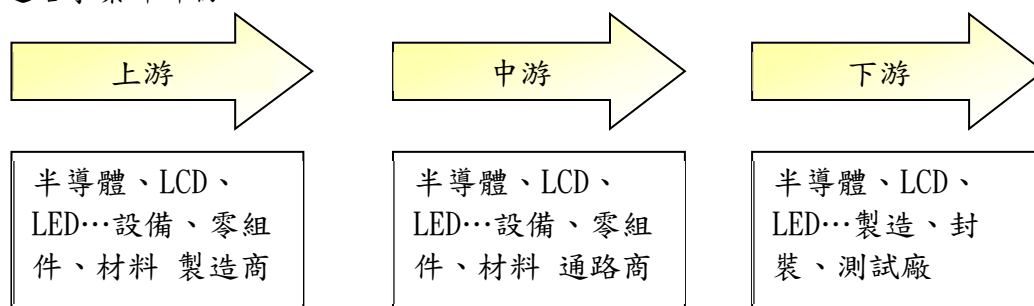 上游
中游
下游
半導體、LCD、
LED…設備、零組
件、材料 製造商
半導體、LCD、
LED…設備、零組
件、材料 通路商
半導體、LCD、
LED…製造、封
裝、測試廠